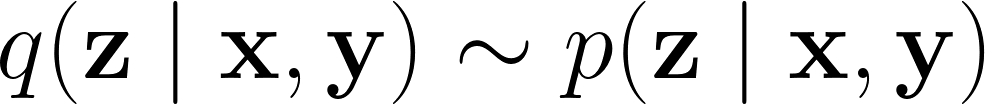 q(𝐳 | 𝐱, 𝐲) ∼ p(𝐳 | 𝐱, 𝐲)